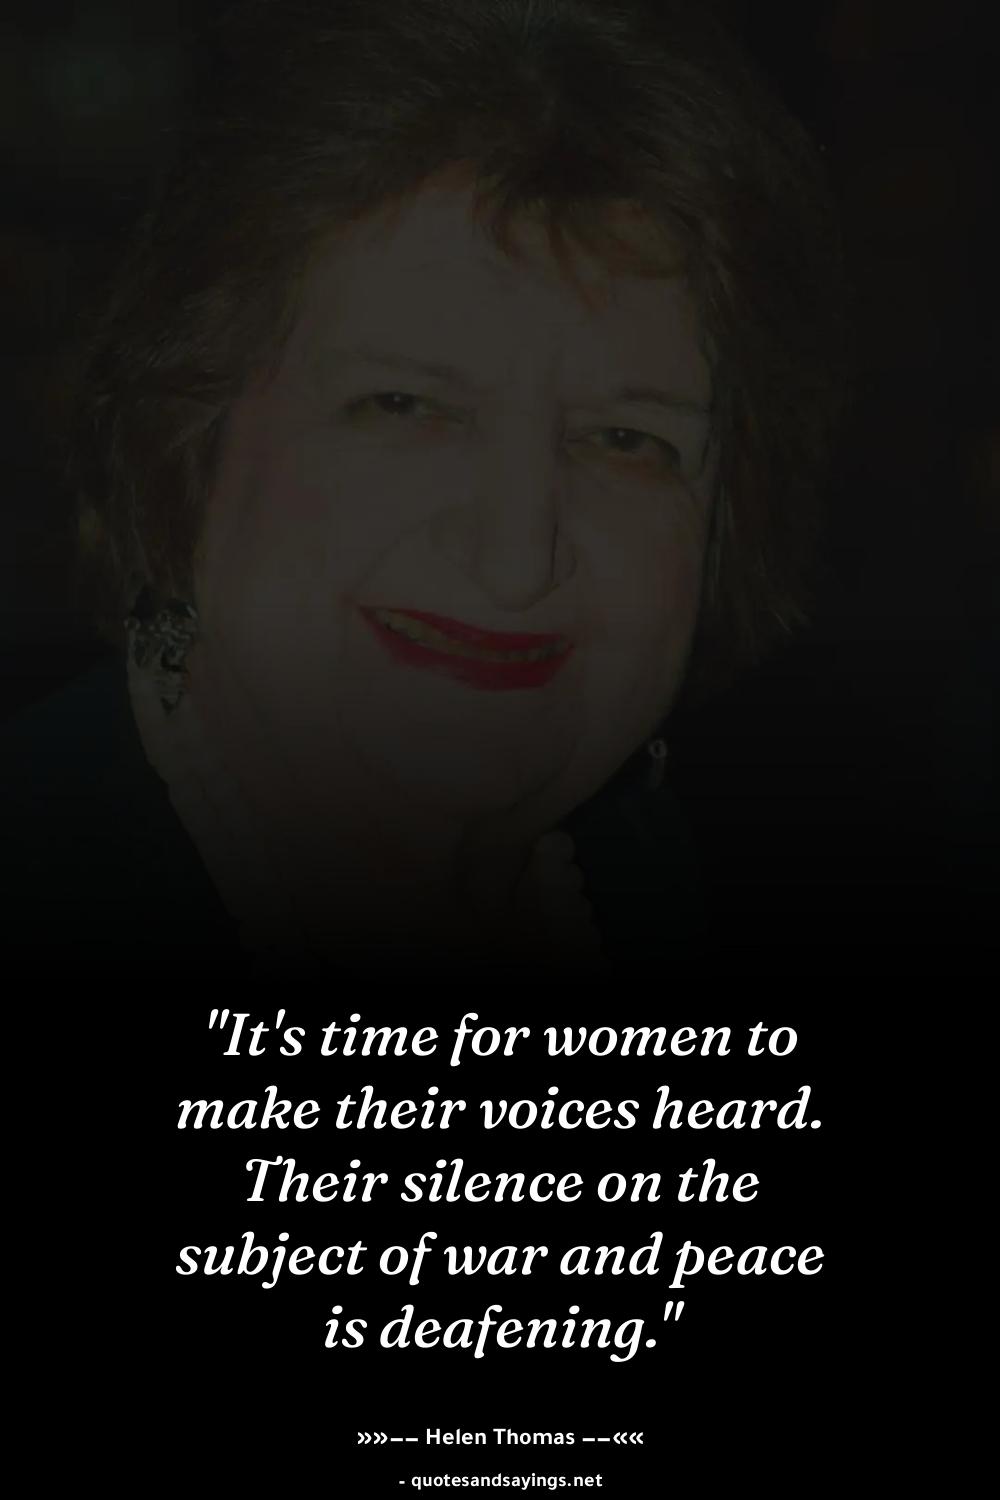 "It's time for women to
make their voices heard.
Their silence on the
subject of war and peace
is deafening."
»»–– Helen Thomas ––««
- quotesandsayings.net